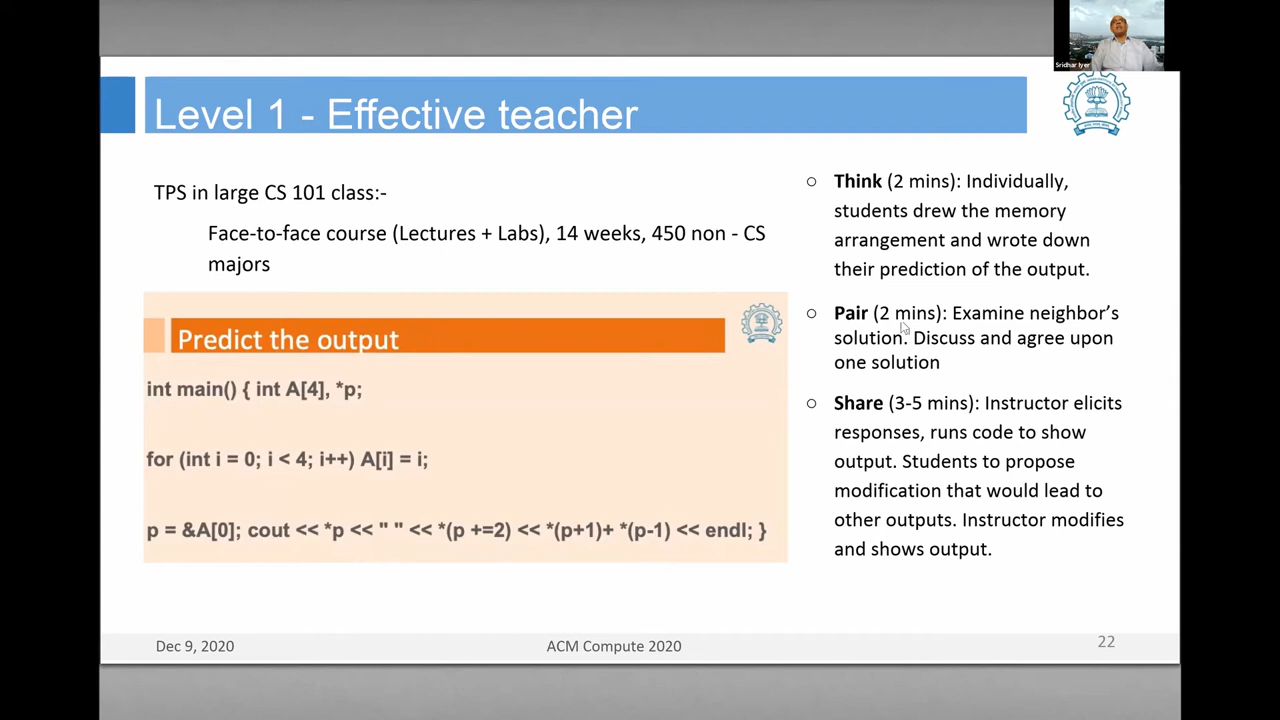 Sridhar Iyer
Level 1 - Effective teacher
TPS in large CS 101 class:-
Face-to-face course (Lectures + Labs), 14 weeks, 450 non - CS
majors
Predict the output
int main() { int A[4], *p;
for (int i = 0; i < 4; i++) A[i] = i;
p = &A[0]; cout << *p << " " << *(p +=2) << *(p+1)+ *(p-1) << endl; }
○ Think (2 mins): Individually,
students drew the memory
arrangement and wrote down
their prediction of the output.
○ Pair (2 mins): Examine neighbor's
solution. Discuss and agree upon
one solution
○ Share (3-5 mins): Instructor elicits
responses, runs code to show
output. Students to propose
modification that would lead to
other outputs. Instructor modifies
and shows output.
Dec 9, 2020
ACM Compute 2020
22